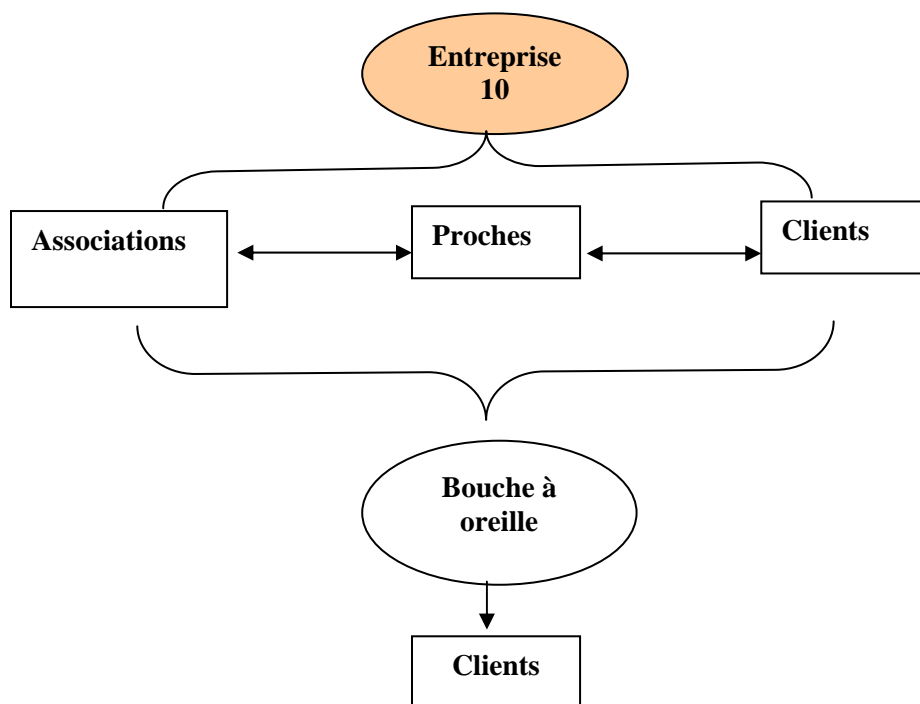 Entreprise
10
Associations
Proches
Clients
Bouche à
oreille
Clients